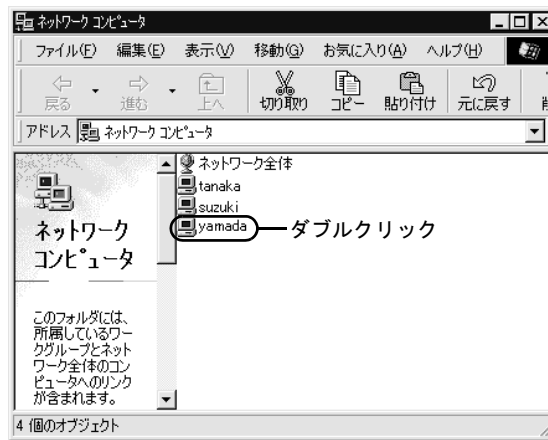 ネットワーク コンピュータ
ファイル(F) 編集(E) 表示(V) 移動(G) お気に入り(A) ヘルプ(H)
戻る 進む 上へ 切り取り コピー 貼り付け 元に戻す
アドレス ネットワーク コンピュータ
ネットワーク全体
tanaka
suzuki
yamada ダブルクリック
ネットワーク
コンピュータ
このフォルダには、
所属しているワー
クグループとネット
ワーク全体のコン
ピュータへのリンク
が含まれます。
4 個のオブジェクト